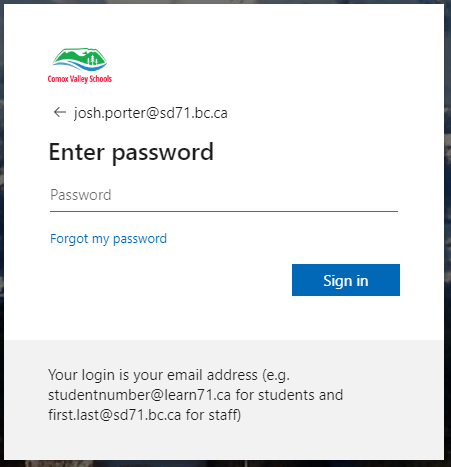 Comox Valley Schools
← josh.porter@sd71.bc.ca
Enter password
Password
Forgot my password
Sign in
Your login is your email address (e.g.
studentnumber@learn71.ca for students and
first.last@sd71.bc.ca for staff)